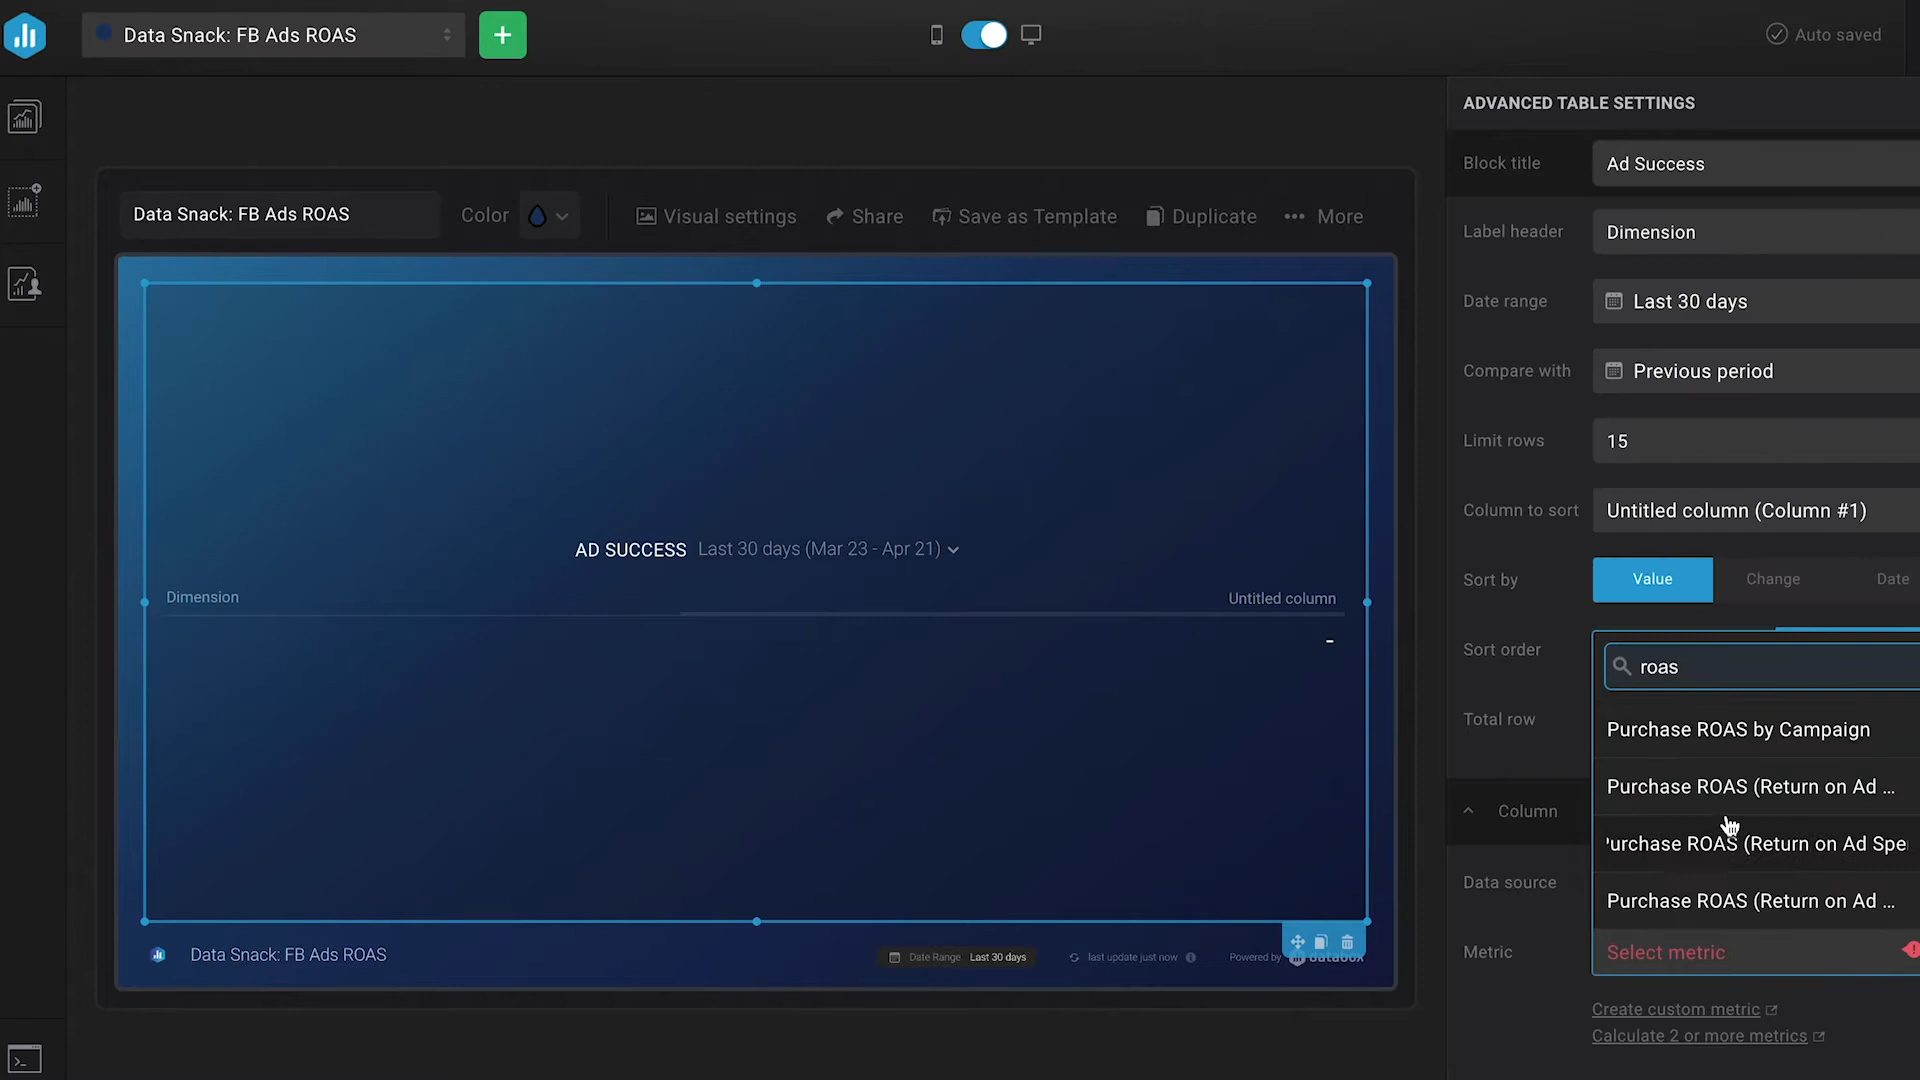 Data Snack: FB Ads ROAS
+
Auto saved
Data Snack: FB Ads ROAS
Color
Visual settings
Share
Save as Template
Duplicate
More
AD SUCCESS Last 30 days (Mar 23 - Apr 21)
Dimension
Untitled column
-
Data Snack: FB Ads ROAS
Date Range Last 30 days
last update just now
Powered by databox
ADVANCED TABLE SETTINGS
Block title
Ad Success
Label header
Dimension
Date range
Last 30 days
Compare with
Previous period
Limit rows
15
Column to sort
Untitled column (Column #1)
Sort by
Value
Change
Date
Sort order
roas
Total row
Purchase ROAS by Campaign
Purchase ROAS (Return on Ad ...
Column
'urchase ROAS (Return on Ad Spe
Data source
Purchase ROAS (Return on Ad ...
Metric
Select metric
Create custom metric
Calculate 2 or more metrics